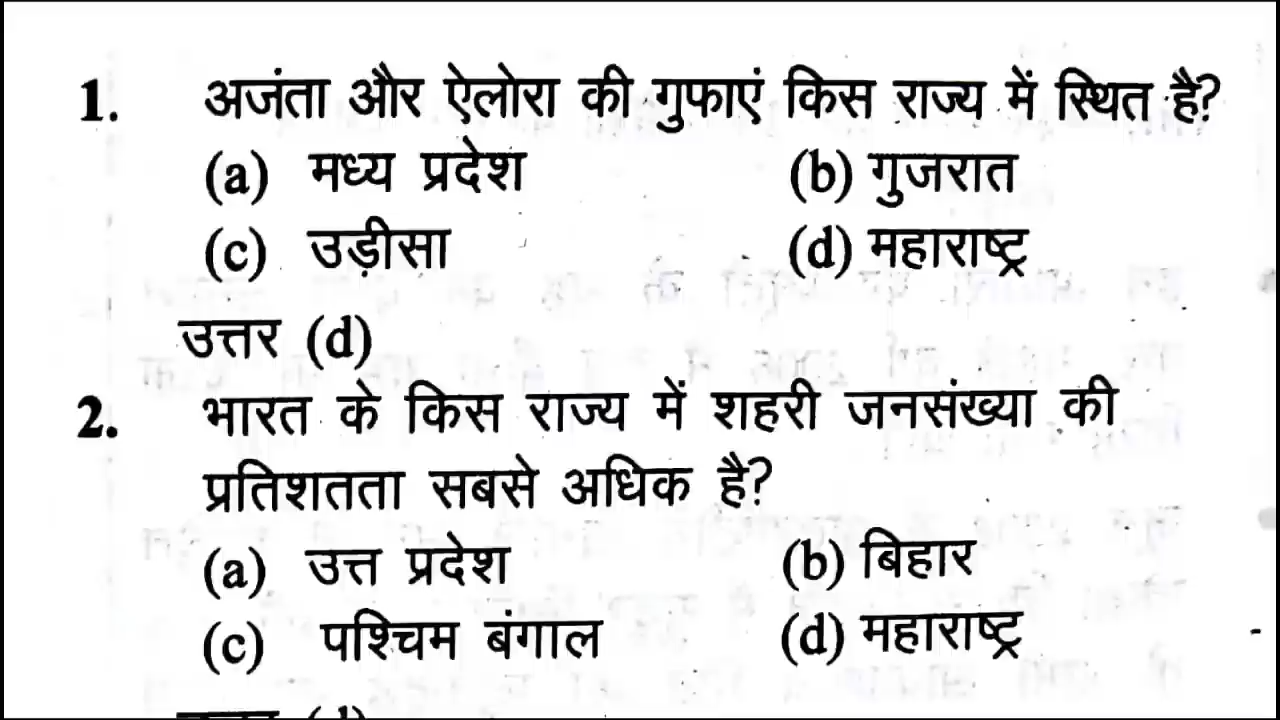 1. अजंता और ऐलोरा की गुफाएं किस राज्य में स्थित है?
(a) मध्य प्रदेश (b) गुजरात
(c) उड़ीसा (d) महाराष्ट्र
उत्तर (d)
2. भारत के किस राज्य में शहरी जनसंख्या की
प्रतिशतता सबसे अधिक है?
(a) उत्त प्रदेश (b) बिहार
(c) पश्चिम बंगाल (d) महाराष्ट्र